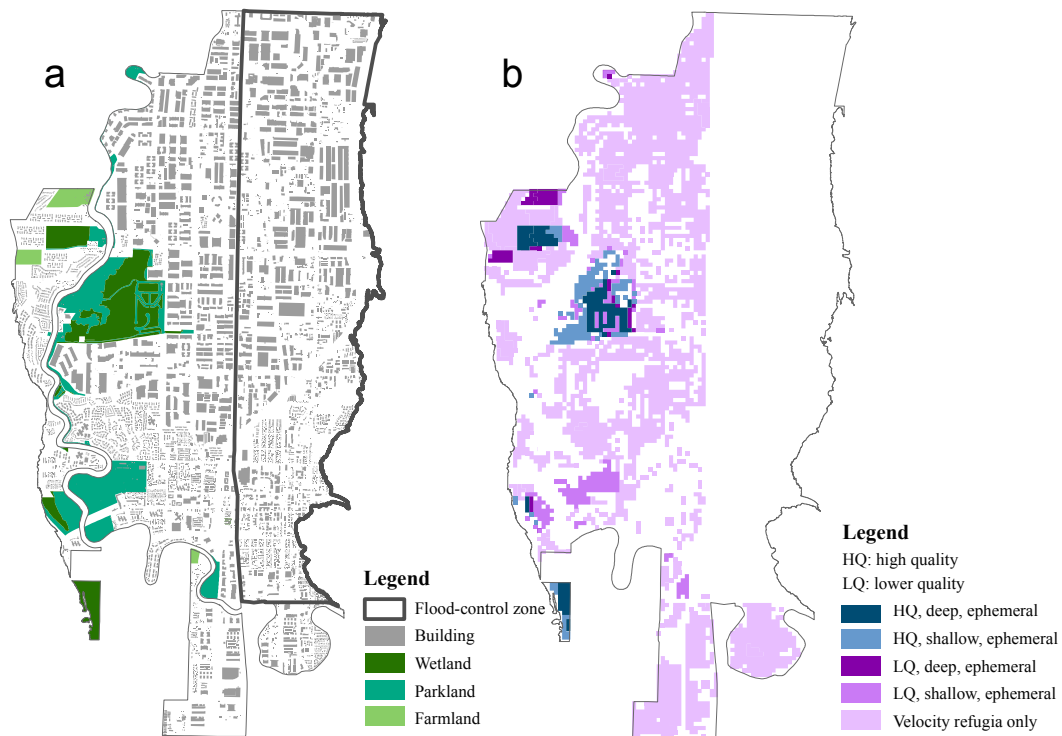 a
b
Legend
Flood-control zone
Building
Wetland
Parkland
Farmland
Legend
HQ: high quality
LQ: lower quality
HQ, deep, ephemeral
HQ, shallow, ephemeral
LQ, deep, ephemeral
LQ, shallow, ephemeral
Velocity refugia only